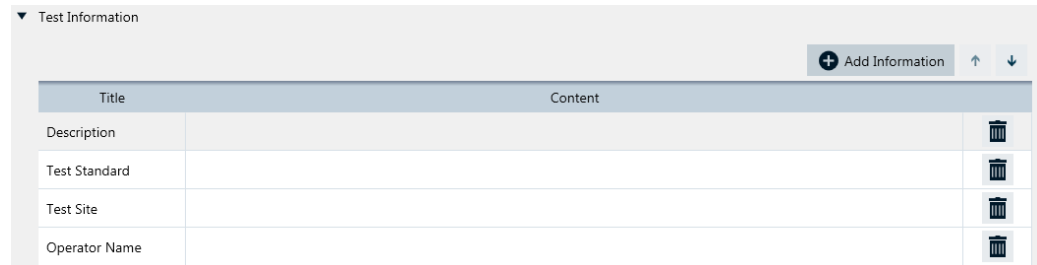 Test Information
Add Information
Title Content
Description
Test Standard
Test Site
Operator Name